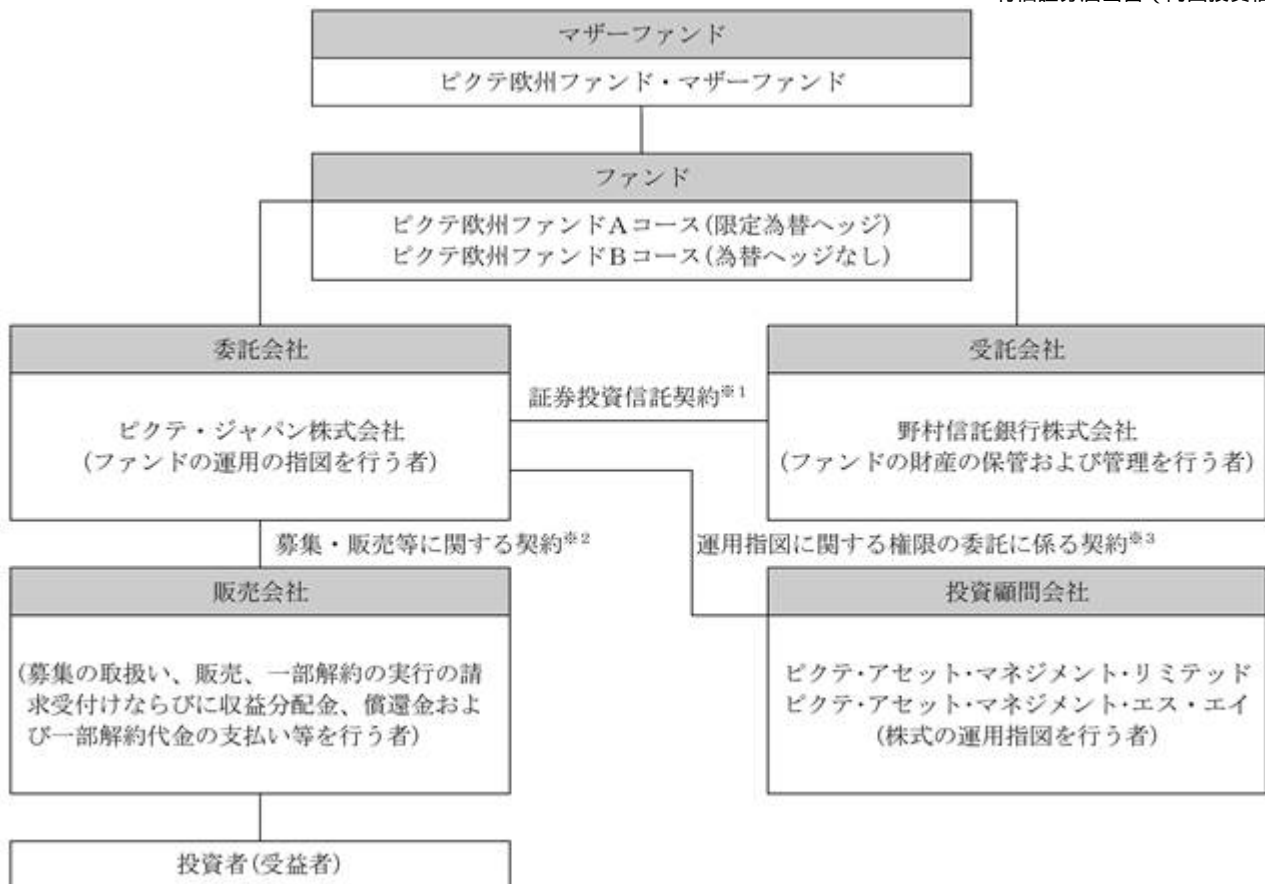 マザーファンド
ピクテ欧州ファンド・マザーファンド
ファンド
ピクテ欧州ファンドAコース(限定為替ヘッジ)
ピクテ欧州ファンドBコース(為替ヘッジなし)
委託会社
ピクテ・ジャパン株式会社
(ファンドの運用の指図を行う者)
証券投資信託契約※1
受託会社
野村信託銀行株式会社
(ファンドの財産の保管および管理を行う者)
募集・販売等に関する契約※2
運用指図に関する権限の委託に係る契約※3
販売会社
(募集の取扱い、販売、一部解約の実行の請
求受付けならびに収益分配金、償還金およ
び一部解約代金の支払い等を行う者)
投資顧問会社
ピクテ・アセット・マネジメント・リミテッド
ピクテ・アセット・マネジメント・エス・エイ
(株式の運用指図を行う者)
投資者(受益者)